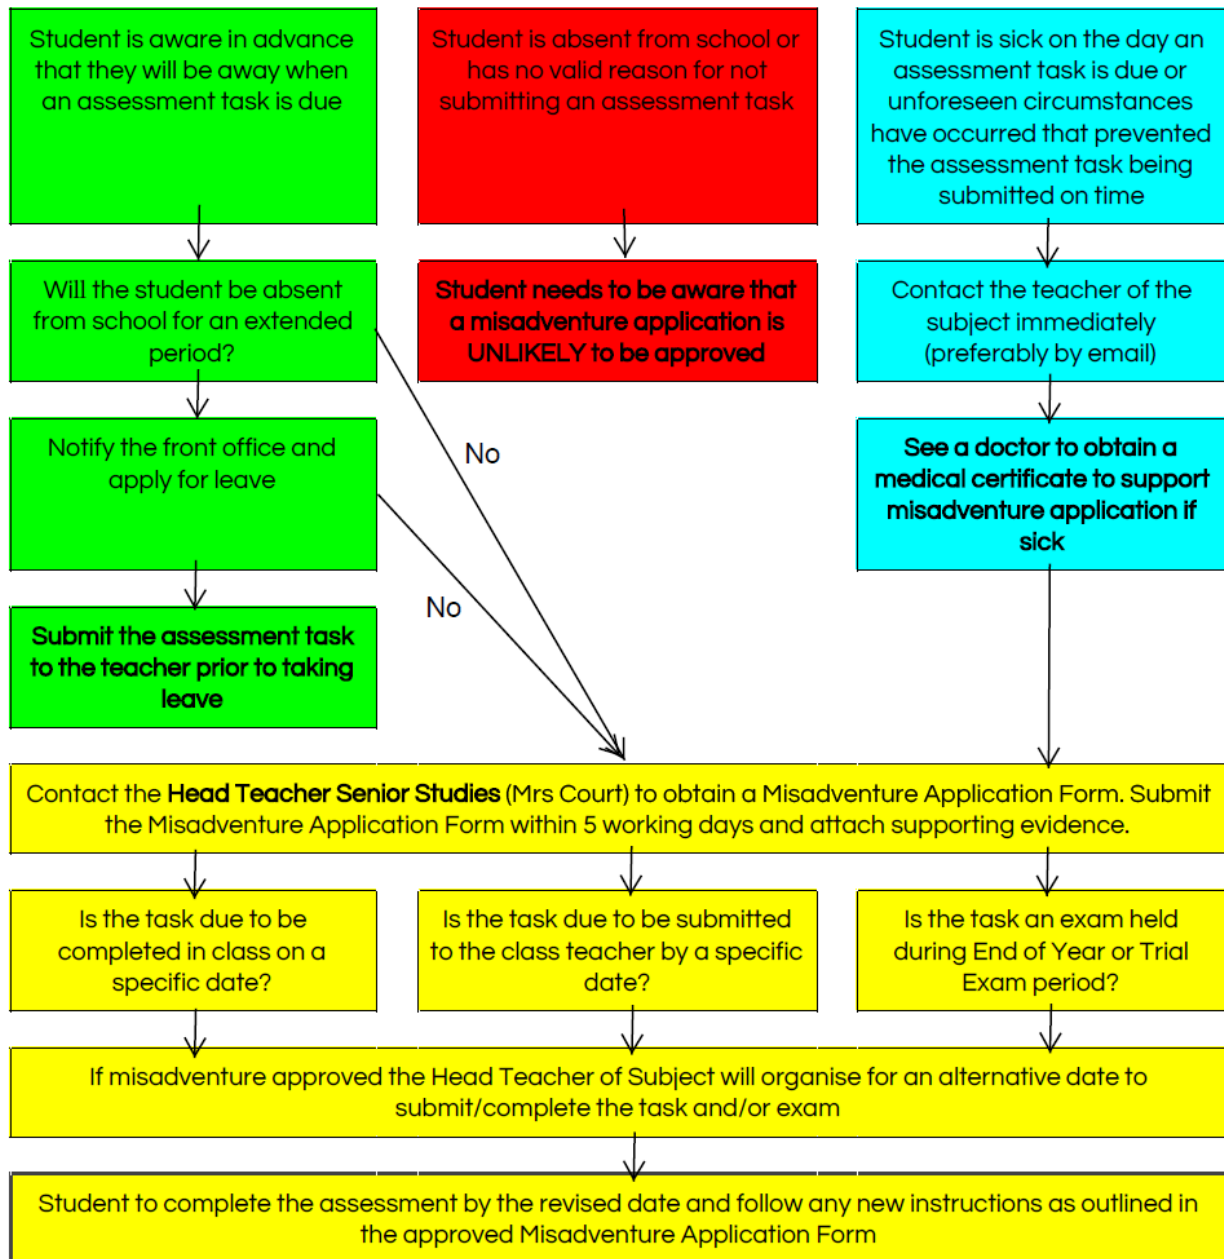 Student is aware in advance
that they will be away when
an assessment task is due
Student is absent from school or
has no valid reason for not
submitting an assessment task
Student is sick on the day an
assessment task is due or
unforeseen circumstances
have occurred that prevented
the assessment task being
submitted on time
Will the student be absent
from school for an extended
period?
Student needs to be aware that
a misadventure application is
UNLIKELY to be approved
Contact the teacher of the
subject immediately
(preferably by email)
Notify the front office and
apply for leave
No
See a doctor to obtain a
medical certificate to support
misadventure application if
sick
No
Submit the assessment task
to the teacher prior to taking
leave
Contact the Head Teacher Senior Studies (Mrs Court) to obtain a Misadventure Application Form. Submit
the Misadventure Application Form within 5 working days and attach supporting evidence.
Is the task due to be
completed in class on a
specific date?
Is the task due to be submitted
to the class teacher by a specific
date?
Is the task an exam held
during End of Year or Trial
Exam period?
If misadventure approved the Head Teacher of Subject will organise for an alternative date to
submit/complete the task and/or exam
Student to complete the assessment by the revised date and follow any new instructions as outlined in
the approved Misadventure Application Form